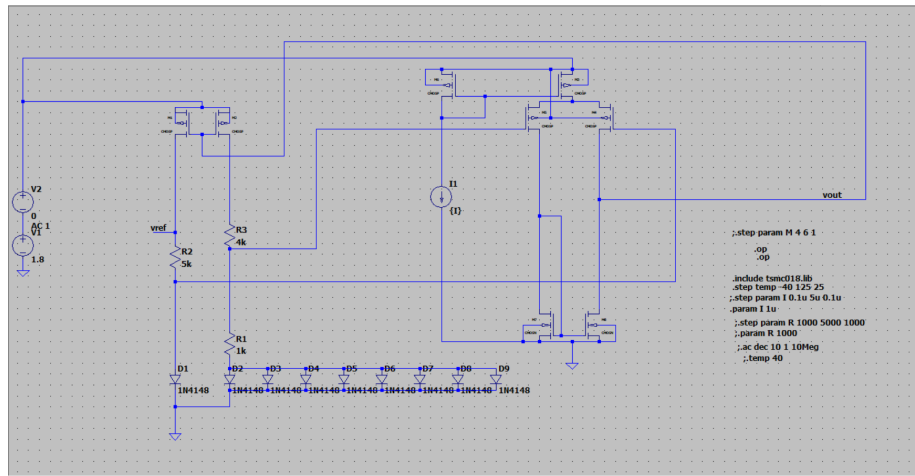 V2
0
AC 1
V1
1.8
vref
R2
5k
R3
4k
R1
1k
I1
{I}
vout
D1
D2
D3
D4
D5
D6
D7
D8
D9
1N4148
1N4148
1N4148
1N4148
1N4148
1N4148
1N4148
1N4148
1N4148
;.step param M 4 6 1
.op
.op
.include tsmc018.lib
.step temp -40 125 25
;.step param I 0.1u 5u 0.1u
.param I 1u
;.step param R 1000 5000 1000
;.param R 1000
;.ac dec 10 1 10Meg
;.temp 40